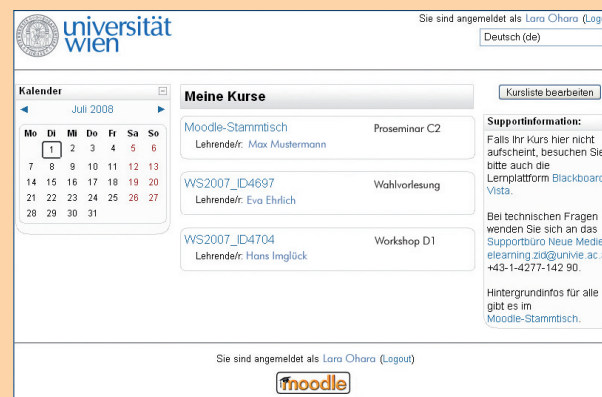 universität
wien
Sie sind angemeldet als Lara Ohara (Log
Deutsch (de)
Kalender
Juli 2008
Mo Di Mi Do Fr Sa So
1 2 3 4 5 6
7 8 9 10 11 12 13
14 15 16 17 18 19 20
21 22 23 24 25 26 27
28 29 30 31
Meine Kurse
Moodle-Stammtisch Proseminar C2
Lehrende/r: Max Mustermann
WS2007_ID4697 Wahlvorlesung
Lehrende/r: Eva Ehrlich
WS2007_ID4704 Workshop D1
Lehrende/r: Hans Imglück
Kursliste bearbeiten
Supportinformation:
Falls Ihr Kurs hier nicht
aufscheint, besuchen Sie
bitte auch die
Lernplattform Blackboard
Vista.
Bei technischen Fragen
wenden Sie sich an das
Supportbüro Neue Medie
elearning.zid@univie.ac.
+43-1-4277-142 90.
Hintergrundinfos für alle
gibt es im
Moodle-Stammtisch.
Sie sind angemeldet als Lara Ohara (Logout)
moodle